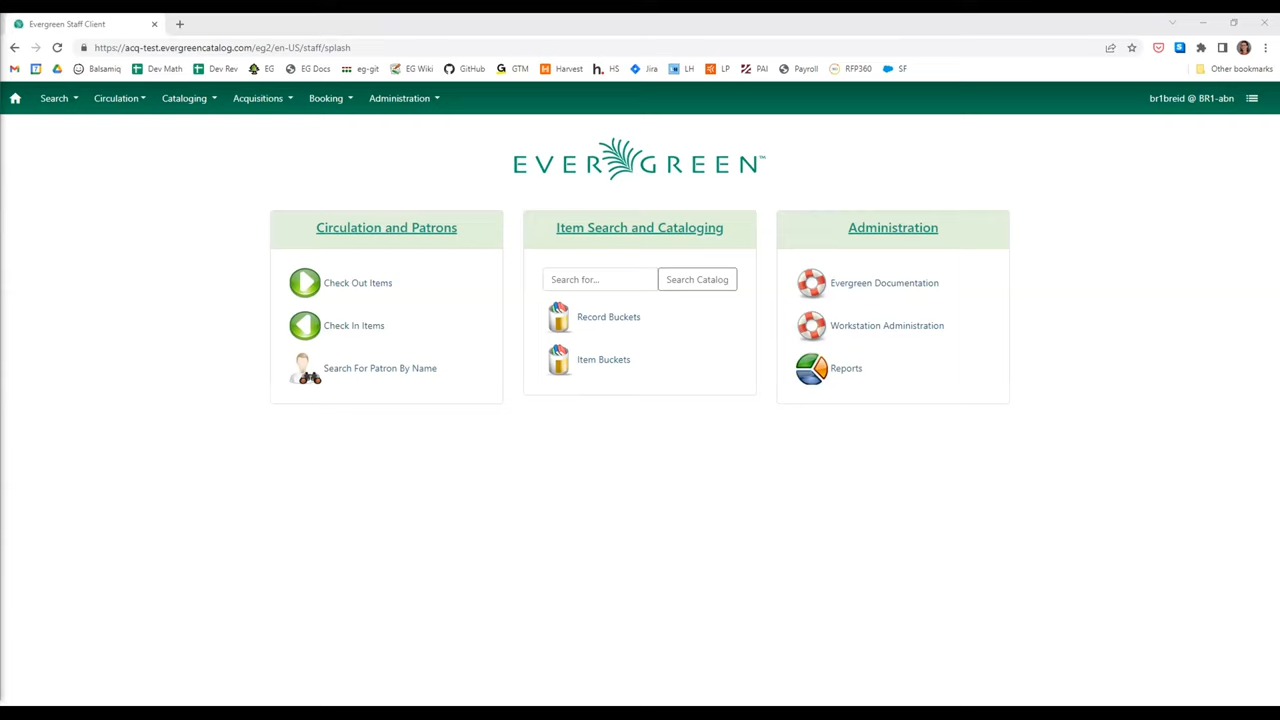 Evergreen Staff Client
https://acq-test.evergreencatalog.com/eg2/en-US/staff/splash
Balsamiq Dev Math Dev Rev EG EG Docs eg-git EG Wiki GitHub GTM Harvest HS Jira LH LP PAI Payroll RFP360 SF Other bookmarks
Search Circulation Cataloging Acquisitions Booking Administration br1breid @ BR1-abn
EVERGREEN™
Circulation and Patrons
Check Out Items
Check In Items
Search For Patron By Name
Item Search and Cataloging
Search for... Search Catalog
Record Buckets
Item Buckets
Administration
Evergreen Documentation
Workstation Administration
Reports